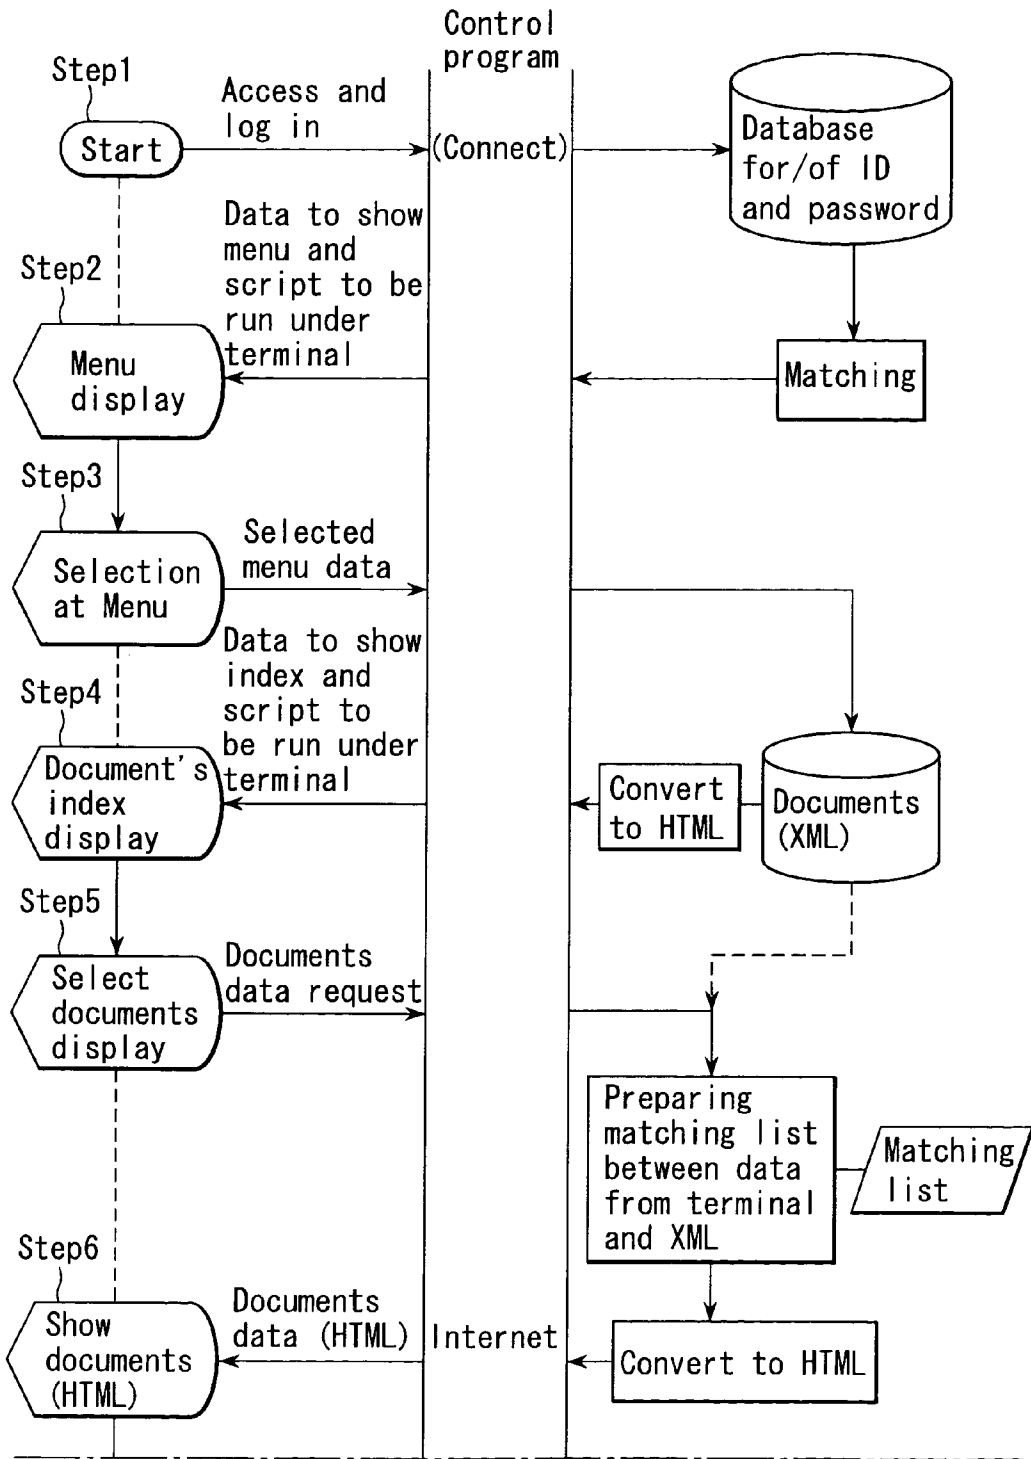 Control
program
Step1
Access and
log in
Start
(Connect)
Database
for/of ID
and password
Data to show
menu and
script to be
run under
terminal
Step2
Menu
display
Matching
Step3
Selected
menu data
Selection
at Menu
Data to show
index and
script to
be run under
terminal
Step4
Document's
index
display
Convert
to HTML
Documents
(XML)
Step5
Documents
data request
Select
documents
display
Preparing
matching list
between data
from terminal
and XML
Matching
list
Step6
Documents
data (HTML)
Internet
Show
documents
(HTML)
Convert to HTML